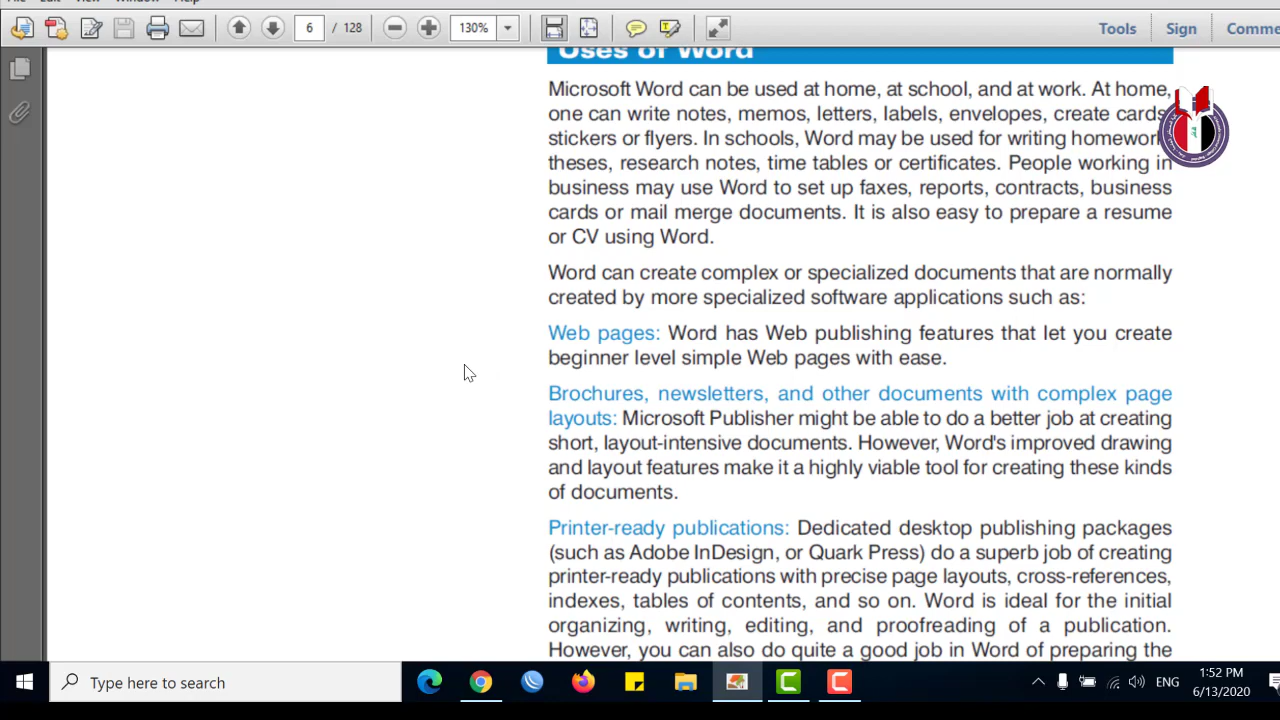 File Edit View Window Help
6 / 128 130% Tools Sign Comme
Uses of Word
Microsoft Word can be used at home, at school, and at work. At home,
one can write notes, memos, letters, labels, envelopes, create cards
stickers or flyers. In schools, Word may be used for writing homework
theses, research notes, time tables or certificates. People working in
business may use Word to set up faxes, reports, contracts, business
cards or mail merge documents. It is also easy to prepare a resume
or CV using Word.
Word can create complex or specialized documents that are normally
created by more specialized software applications such as:
Web pages: Word has Web publishing features that let you create
beginner level simple Web pages with ease.
Brochures, newsletters, and other documents with complex page
layouts: Microsoft Publisher might be able to do a better job at creating
short, layout-intensive documents. However, Word's improved drawing
and layout features make it a highly viable tool for creating these kinds
of documents.
Printer-ready publications: Dedicated desktop publishing packages
(such as Adobe InDesign, or Quark Press) do a superb job of creating
printer-ready publications with precise page layouts, cross-references,
indexes, tables of contents, and so on. Word is ideal for the initial
organizing, writing, editing, and proofreading of a publication.
However, you can also do quite a good job in Word of preparing the
Type here to search
ENG
1:52 PM
6/13/2020